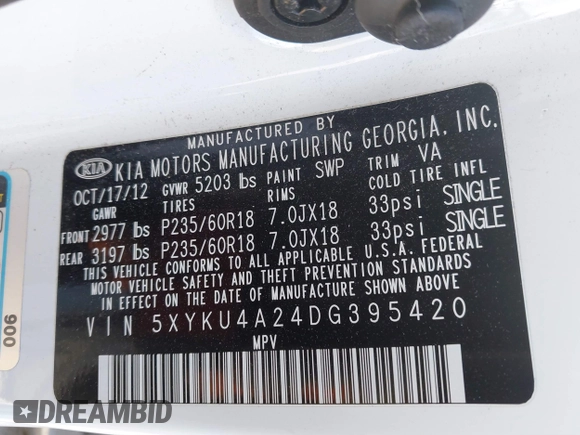 MANUFACTURED BY
KIA KIA MOTORS MANUFACTURING GEORGIA, INC.
OCT/17/12 GVWR 5203 lbs PAINT SWP TRIM VA
GAWR TIRES RIMS COLD TIRE INFL
FRONT 2977 lbs P235/60R18 7.0JX18 33psi SINGLE
REAR 3197 lbs P235/60R18 7.0JX18 33psi SINGLE
THIS VEHICLE CONFORMS TO ALL APPLICABLE U.S.A. FEDERAL
MOTOR VEHICLE SAFETY AND THEFT PREVENTION STANDARDS
IN EFFECT ON THE DATE OF MANUFACTURE SHOWN ABOVE.
VIN 5XYKU4A24DG395420
MPV
006
DREAMBID